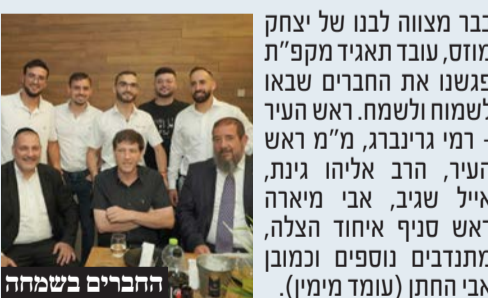 כבר מצווה לבנו של יצחק
מוזס, עובד תאגיד מקפ״ת
פגשנו את החברים שבאו
לשמוח ולשמח. ראש העיר
- רמי גרינברג, מ״מ ראש
העיר, הרב אליהו גינת,
אייל שגיב, אבי מיארה
ראש סניף איחוד הצלה,
מתנדבים נוספים וכמובן
אבי החתן (עומד מימין).
החברים בשמחה